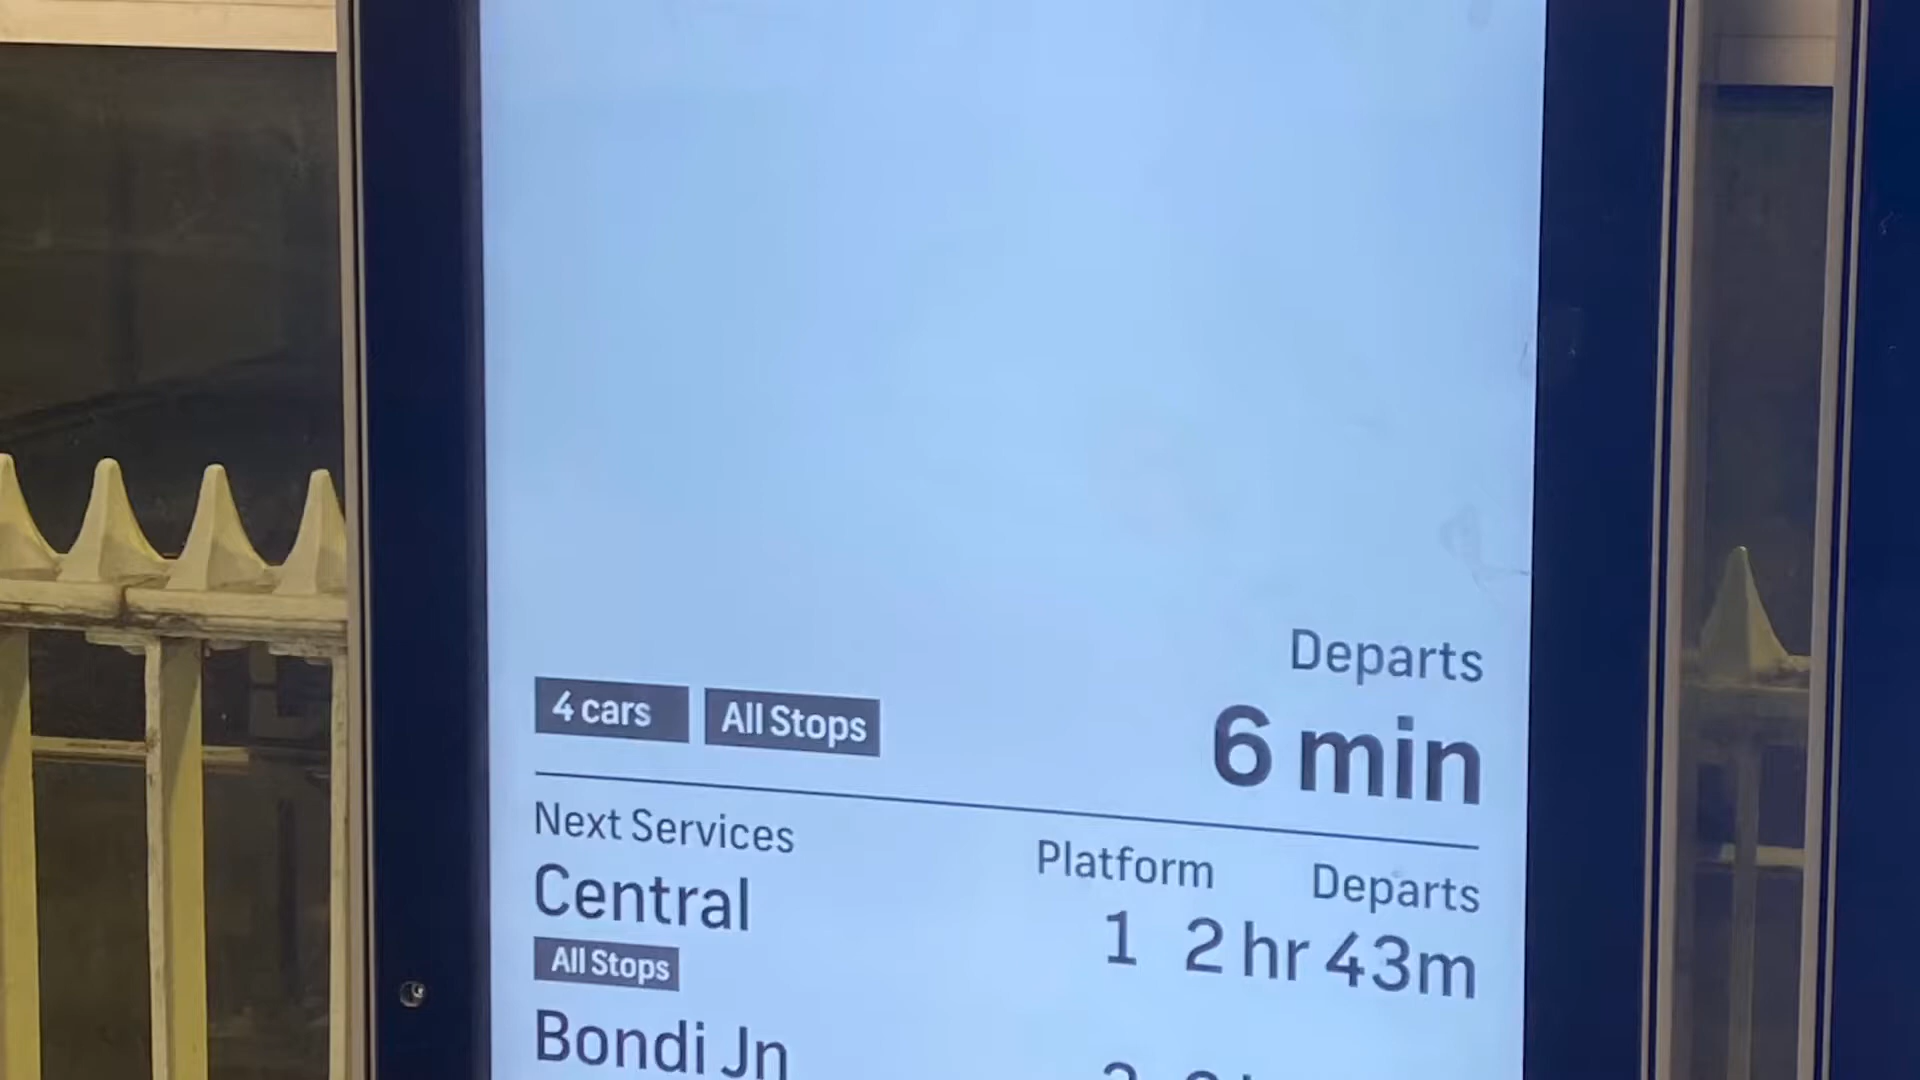 Departs
4 cars All Stops 6 min
Next Services Platform Departs
Central 1 2 hr 43m
All Stops
Bondi Jn